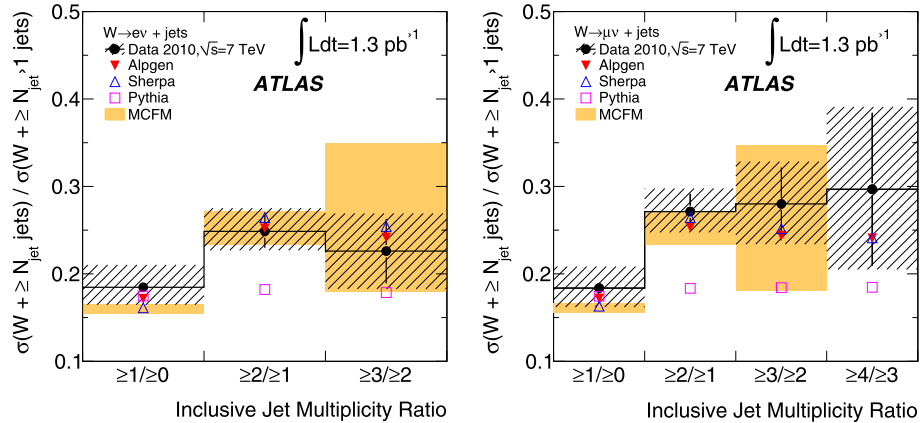 W→eν + jets
Data 2010,√s=7 TeV
Alpgen
Sherpa
Pythia
MCFM
∫Ldt=1.3 pb›1
ATLAS
0.5
0.4
0.3
0.2
0.1
σ(W + ≥ Njet jets) / σ(W + ≥ Njet›1 jets)
≥1/≥0 ≥2/≥1 ≥3/≥2
Inclusive Jet Multiplicity Ratio
W→μν + jets
Data 2010,√s=7 TeV
Alpgen
Sherpa
Pythia
MCFM
∫Ldt=1.3 pb›1
ATLAS
0.5
0.4
0.3
0.2
0.1
σ(W + ≥ Njet jets) / σ(W + ≥ Njet›1 jets)
≥1/≥0 ≥2/≥1 ≥3/≥2 ≥4/≥3
Inclusive Jet Multiplicity Ratio